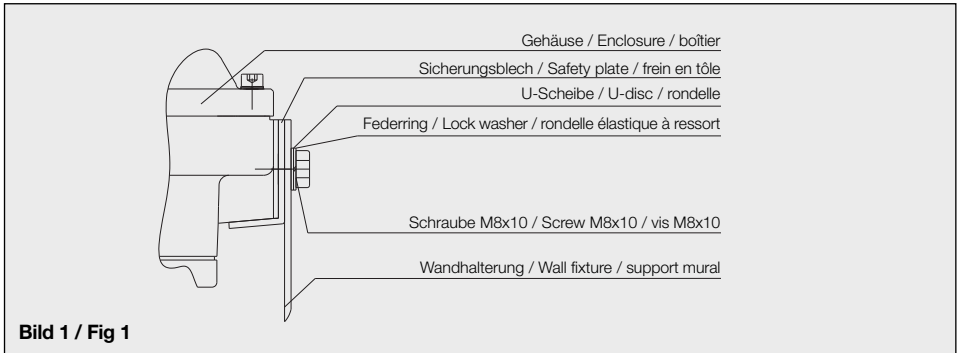 Gehäuse / Enclosure / boîtier
Sicherungsblech / Safety plate / frein en tôle
U-Scheibe / U-disc / rondelle
Federring / Lock washer / rondelle élastique à ressort
Schraube M8x10 / Screw M8x10 / vis M8x10
Wandhalterung / Wall fixture / support mural
Bild 1 / Fig 1